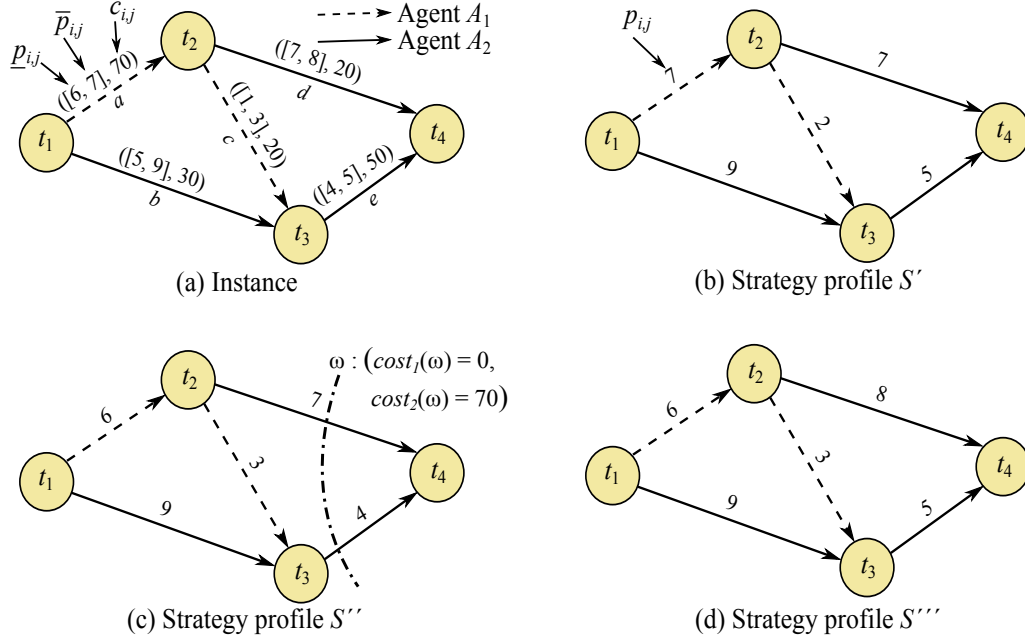 p̲i,j
p̅i,j
ci,j
([6, 7], 70)
a
t2
Agent A1
Agent A2
([7, 8], 20)
d
([1, 3], 20)
c
t1
t4
([5, 9], 30)
b
([4, 5], 50)
e
t3
(a) Instance
pi,j
7
t2
7
2
t1
t4
9
5
t3
(b) Strategy profile S′
ω : (cost1(ω) = 0,
cost2(ω) = 70)
t2
6
7
3
t1
t4
9
4
t3
(c) Strategy profile S′′
t2
6
8
3
t1
t4
9
5
t3
(d) Strategy profile S′′′